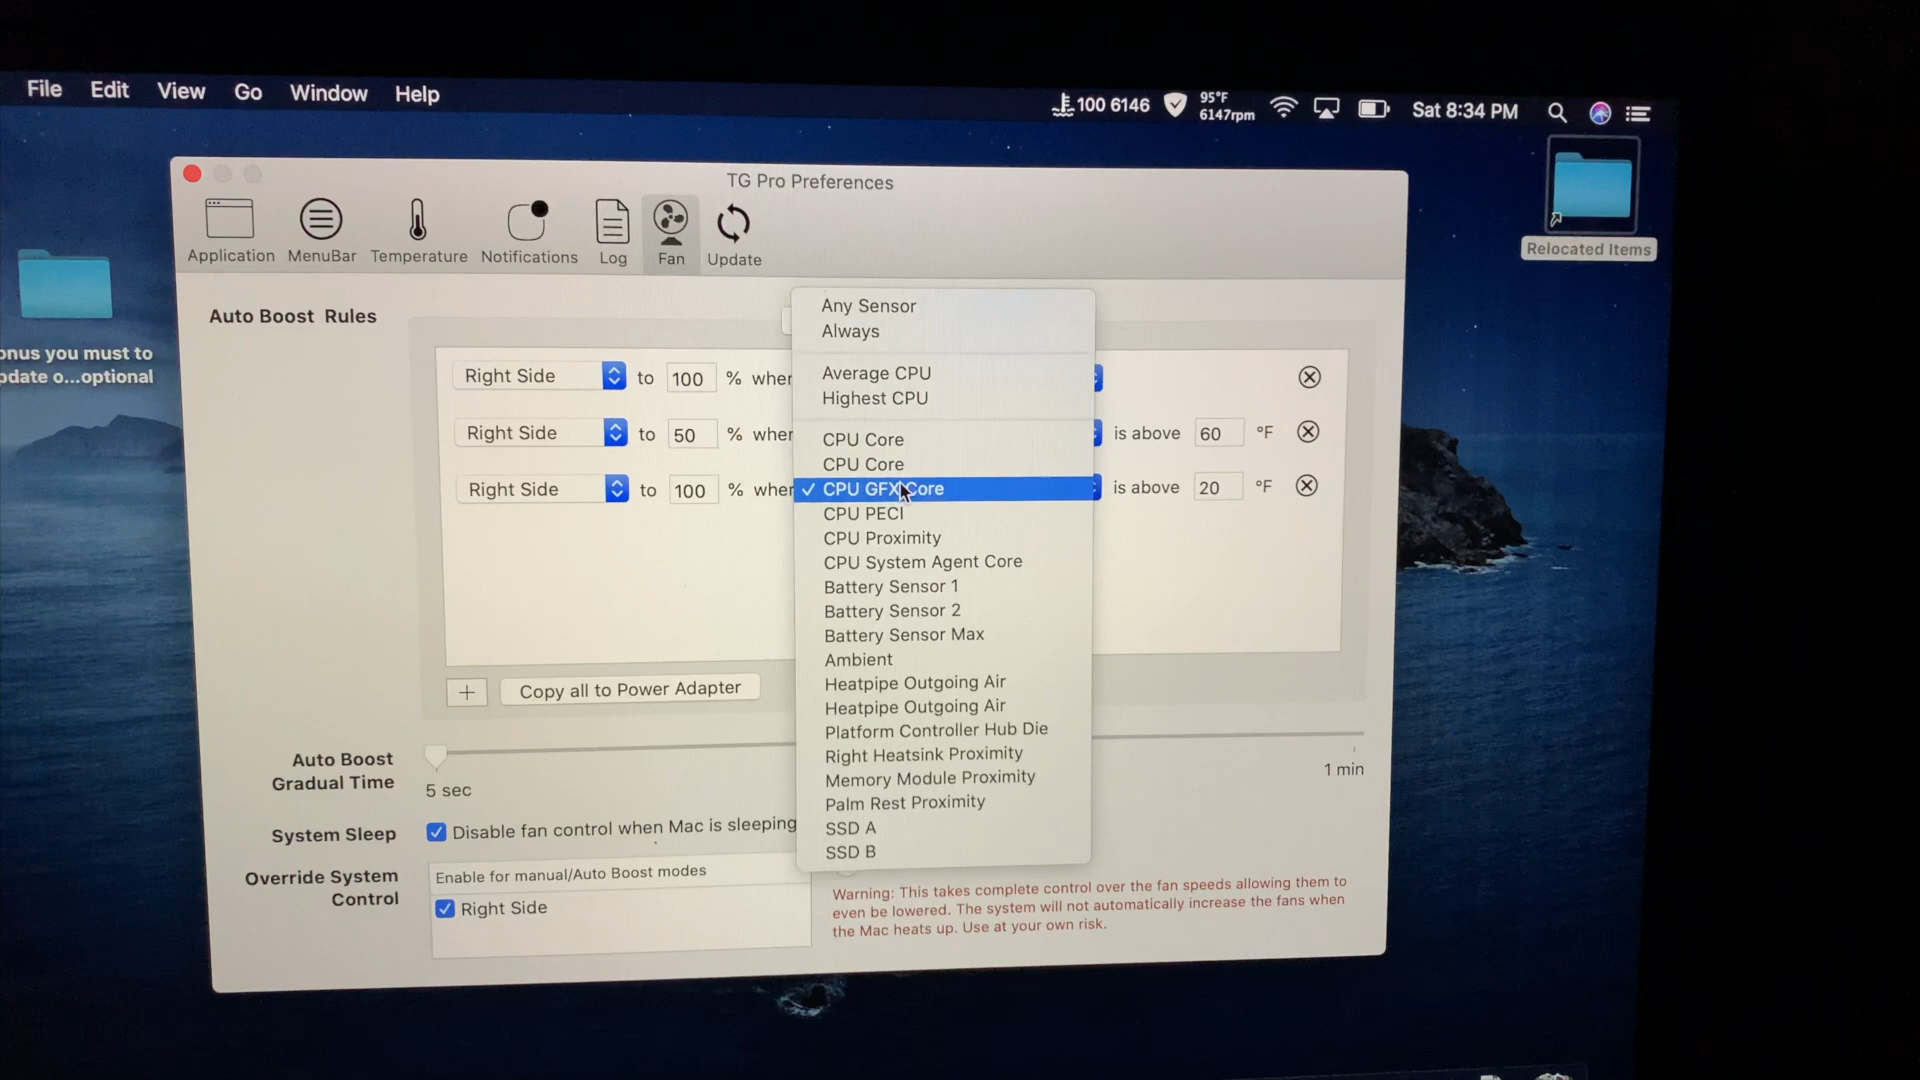 File Edit View Go Window Help
100 6146
95°F
6147rpm
Sat 8:34 PM
TG Pro Preferences
Application MenuBar Temperature Notifications Log Fan Update
Relocated Items
onus you must to
pdate o...optional
Auto Boost Rules
Right Side to 100 % when
Right Side to 50 % when is above 60 °F
Right Side to 100 % when is above 20 °F
Any Sensor
Always
Average CPU
Highest CPU
CPU Core
CPU Core
CPU GFX Core
CPU PECI
CPU Proximity
CPU System Agent Core
Battery Sensor 1
Battery Sensor 2
Battery Sensor Max
Ambient
Heatpipe Outgoing Air
Heatpipe Outgoing Air
Platform Controller Hub Die
Right Heatsink Proximity
Memory Module Proximity
Palm Rest Proximity
SSD A
SSD B
Copy all to Power Adapter
Auto Boost
Gradual Time
5 sec
1 min
System Sleep
Disable fan control when Mac is sleeping
Override System
Control
Enable for manual/Auto Boost modes
Right Side
Warning: This takes complete control over the fan speeds allowing them to
even be lowered. The system will not automatically increase the fans when
the Mac heats up. Use at your own risk.